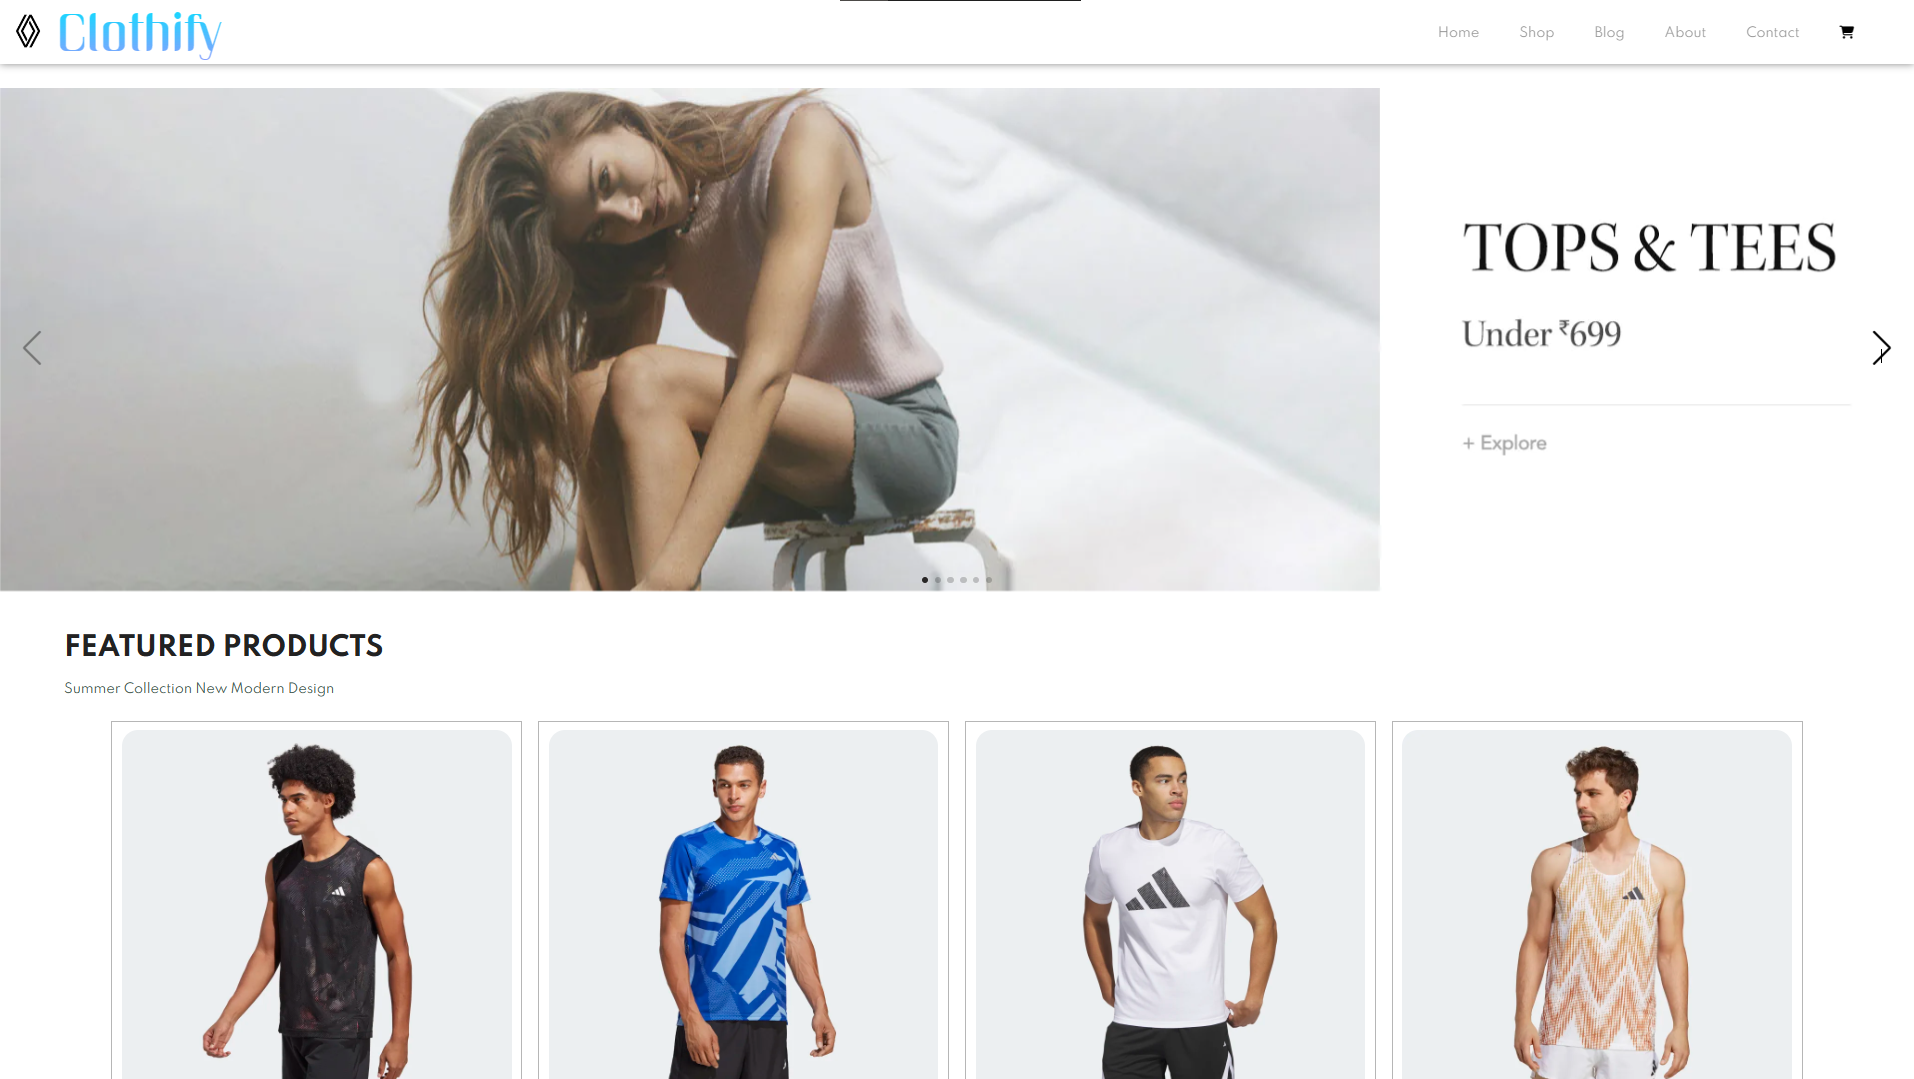 Clothify
Home Shop Blog About Contact
TOPS & TEES
Under ₹699
+ Explore
FEATURED PRODUCTS
Summer Collection New Modern Design